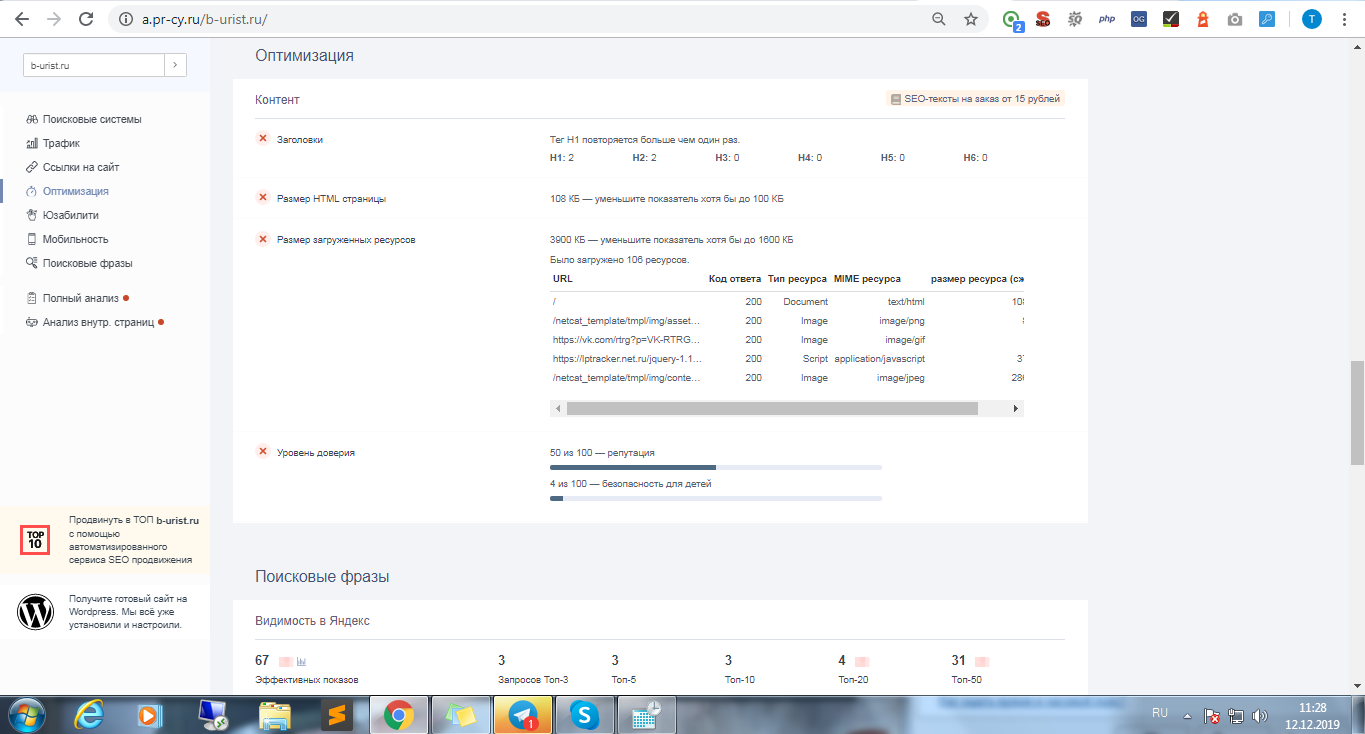 a.pr-cy.ru/b-urist.ru/
2
SEO
SQ
php
OG
T
b-urist.ru
Поисковые системы
Трафик
Ссылки на сайт
Оптимизация
Юзабилити
Мобильность
Поисковые фразы
Полный анализ
Анализ внутр. страниц
TOP
10
Продвинуть в ТОП b-urist.ru
с помощью
автоматизированного
сервиса SEO продвижения
Получите готовый сайт на
Wordpress. Мы всё уже
установили и настроили.
Оптимизация
Контент
SEO-тексты на заказ от 15 рублей
Заголовки
Тег H1 повторяется больше чем один раз.
H1: 2 H2: 2 H3: 0 H4: 0 H5: 0 H6: 0
Размер HTML страницы
108 КБ — уменьшите показатель хотя бы до 100 КБ
Размер загруженных ресурсов
3900 КБ — уменьшите показатель хотя бы до 1600 КБ
Было загружено 106 ресурсов.
URL Код ответа Тип ресурса MIME ресурса размер ресурса (сж
/ 200 Document text/html 108
/netcat_template/tmpl/img/asset... 200 Image image/png
https://vk.com/rtrg?p=VK-RTRG... 200 Image image/gif
https://lptracker.net.ru/jquery-1.1... 200 Script application/javascript 37
/netcat_template/tmpl/img/conte... 200 Image image/jpeg 286
Уровень доверия
50 из 100 — репутация
4 из 100 — безопасность для детей
Поисковые фразы
Видимость в Яндекс
67 3 3 3 4 31
Эффективных показов Запросов Топ-3 Топ-5 Топ-10 Топ-20 Топ-50
1
RU
11:28
12.12.2019